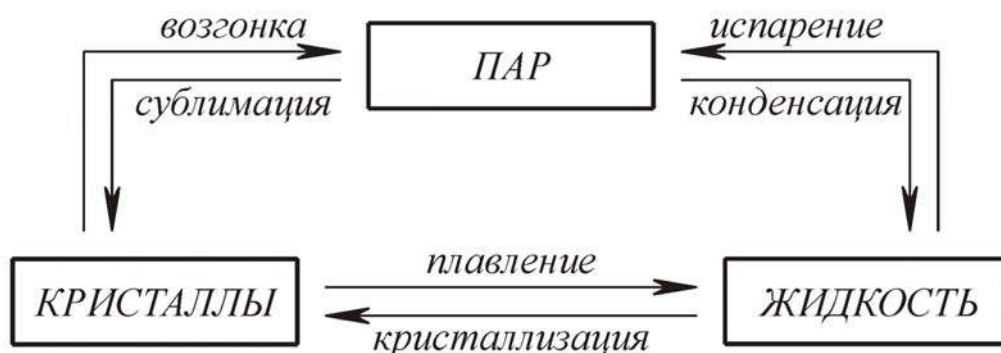 возгонка
ПАР
испарение
сублимация
конденсация
плавление
КРИСТАЛЛЫ
ЖИДКОСТЬ
кристаллизация